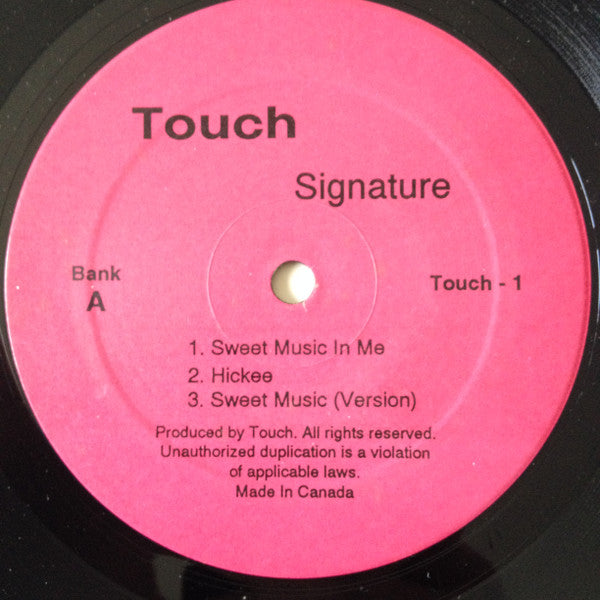 Touch
Signature
Bank
A
Touch - 1
1. Sweet Music In Me
2. Hickee
3. Sweet Music (Version)
Produced by Touch. All rights reserved.
Unauthorized duplication is a violation
of applicable laws.
Made In Canada